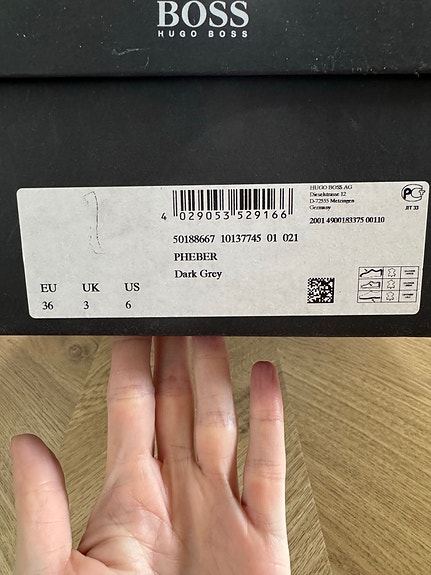 BOSS
HUGO BOSS
4 029053 529166
HUGO BOSS AG
Dieselstrasse 12
D-72555 Metzingen
Germany
2001 4900183375 00110
50188667 10137745 01 021
PHEBER
Dark Grey
EU UK US
36 3 6